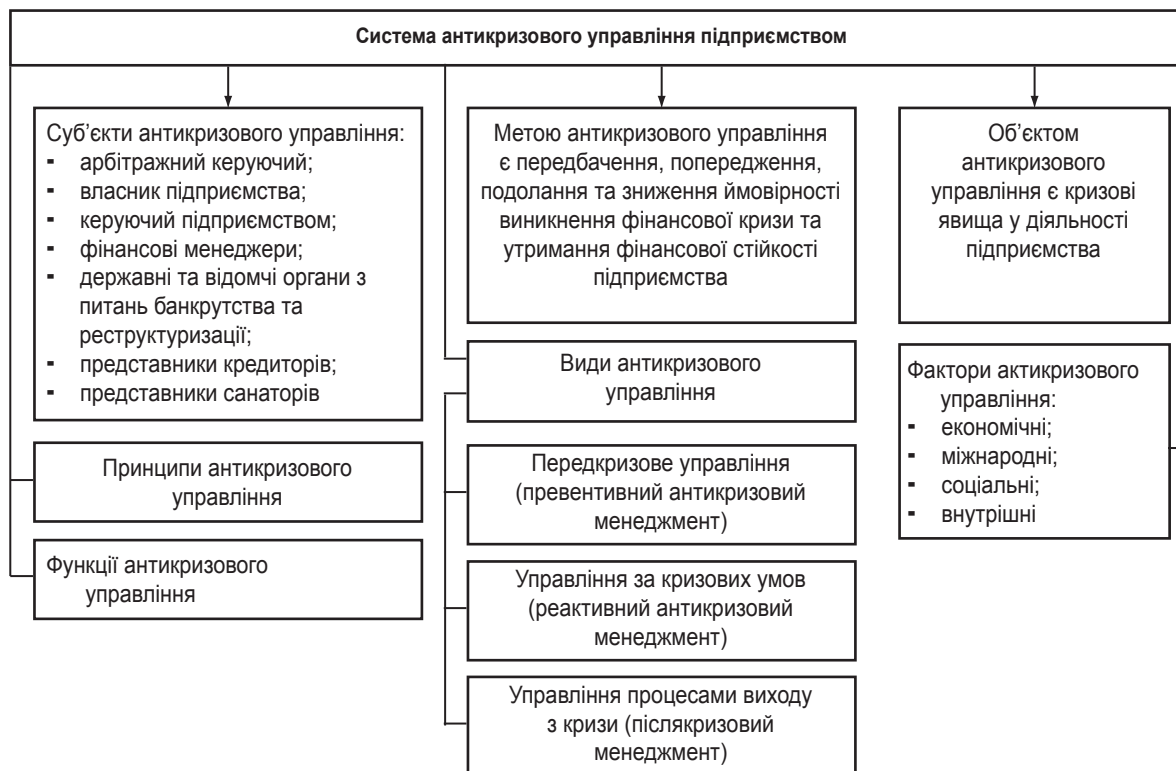 Система антикризового управління підприємством
Суб’єкти антикризового управління:
- арбітражний керуючий;
- власник підприємства;
- керуючий підприємством;
- фінансові менеджери;
- державні та відомчі органи з
питань банкрутства та
реструктуризації;
- представники кредиторів;
- представники санаторів
Принципи антикризового
управління
Функції антикризового
управління
Метою антикризового управління
є передбачення, попередження,
подолання та зниження ймовірності
виникнення фінансової кризи та
утримання фінансової стійкості
підприємства
Види антикризового
управління
Передкризове управління
(превентивний антикризовий
менеджмент)
Управління за кризових умов
(реактивний антикризовий
менеджмент)
Управління процесами виходу
з кризи (післякризовий
менеджмент)
Об’єктом
антикризового
управління є кризові
явища у діяльності
підприємства
Фактори актикризового
управління:
- економічні;
- міжнародні;
- соціальні;
- внутрішні